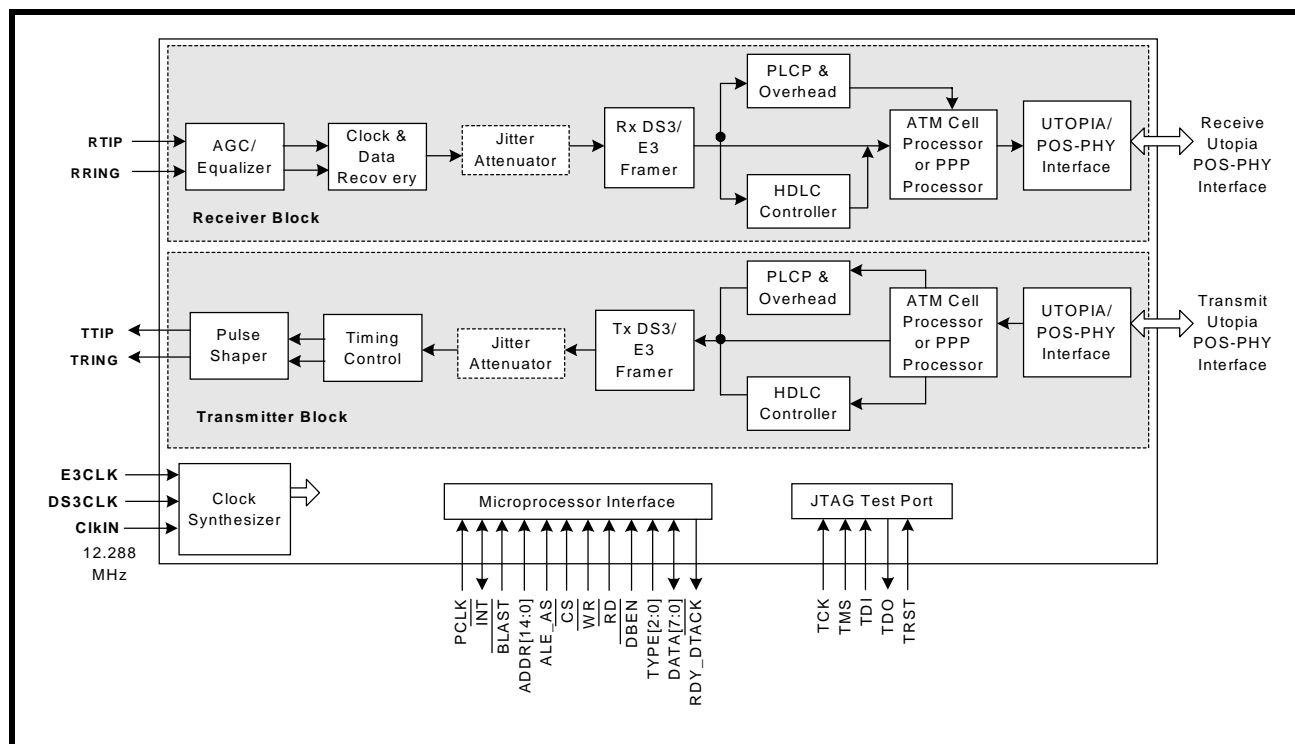 RTIP
RRING
AGC/
Equalizer
Clock &
Data
Recovery
Jitter
Attenuator
Rx DS3/
E3
Framer
PLCP &
Overhead
HDLC
Controller
ATM Cell
Processor
or PPP
Processor
UTOPIA/
POS-PHY
Interface
Receive
Utopia
POS-PHY
Interface
Receiver Block
TTIP
TRING
Pulse
Shaper
Timing
Control
Jitter
Attenuator
Tx DS3/
E3
Framer
PLCP &
Overhead
HDLC
Controller
ATM Cell
Processor
or PPP
Processor
UTOPIA/
POS-PHY
Interface
Transmit
Utopia
POS-PHY
Interface
Transmitter Block
E3CLK
DS3CLK
ClkIN
12.288
MHz
Clock
Synthesizer
Microprocessor Interface
PCLK
INT
BLAST
ADDR[14:0]
ALE_AS
CS
WR
RD
DBEN
TYPE[2:0]
DATA[7:0]
RDY_DTACK
JTAG Test Port
TCK
TMS
TDI
TDO
TRST